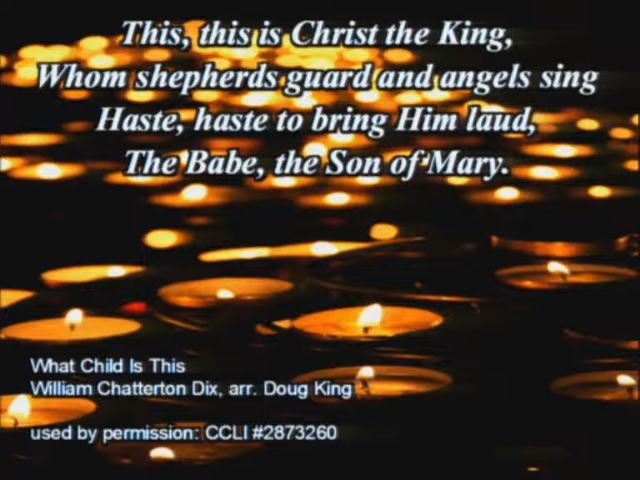 This, this is Christ the King,
Whom shepherds guard and angels sing
Haste, haste to bring Him laud,
The Babe, the Son of Mary.
What Child Is This
William Chatterton Dix, arr. Doug King
used by permission: CCLI #2873260